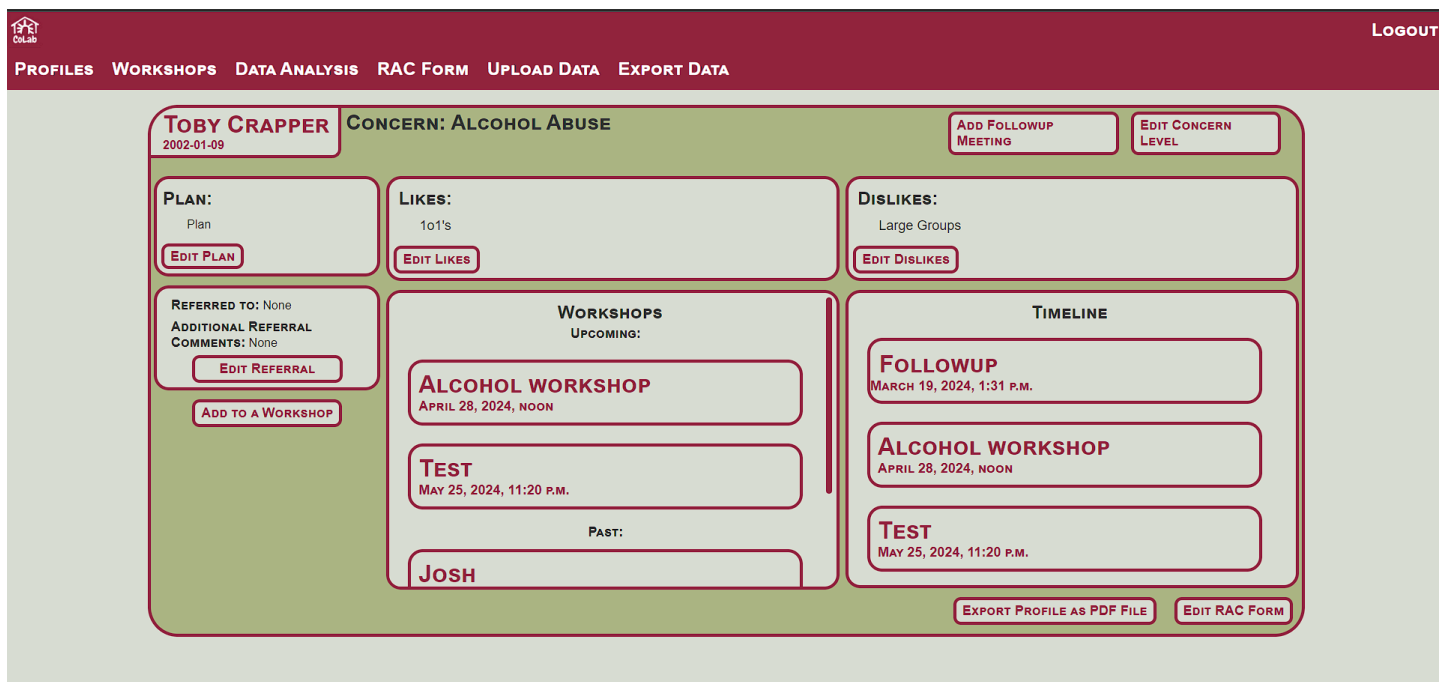 CoLab
Logout
Profiles Workshops Data Analysis RAC Form Upload Data Export Data
Toby Crapper
2002-01-09
Concern: Alcohol Abuse
Add Followup
Meeting
Edit Concern
Level
Plan:
Plan
Edit Plan
Likes:
1o1's
Edit Likes
Dislikes:
Large Groups
Edit Dislikes
Referred to: None
Additional Referral
Comments: None
Edit Referral
Add to a Workshop
Workshops
Upcoming:
Alcohol workshop
April 28, 2024, noon
Test
May 25, 2024, 11:20 p.m.
Past:
Josh
Timeline
Followup
March 19, 2024, 1:31 p.m.
Alcohol workshop
April 28, 2024, noon
Test
May 25, 2024, 11:20 p.m.
Export Profile as PDF File
Edit RAC Form